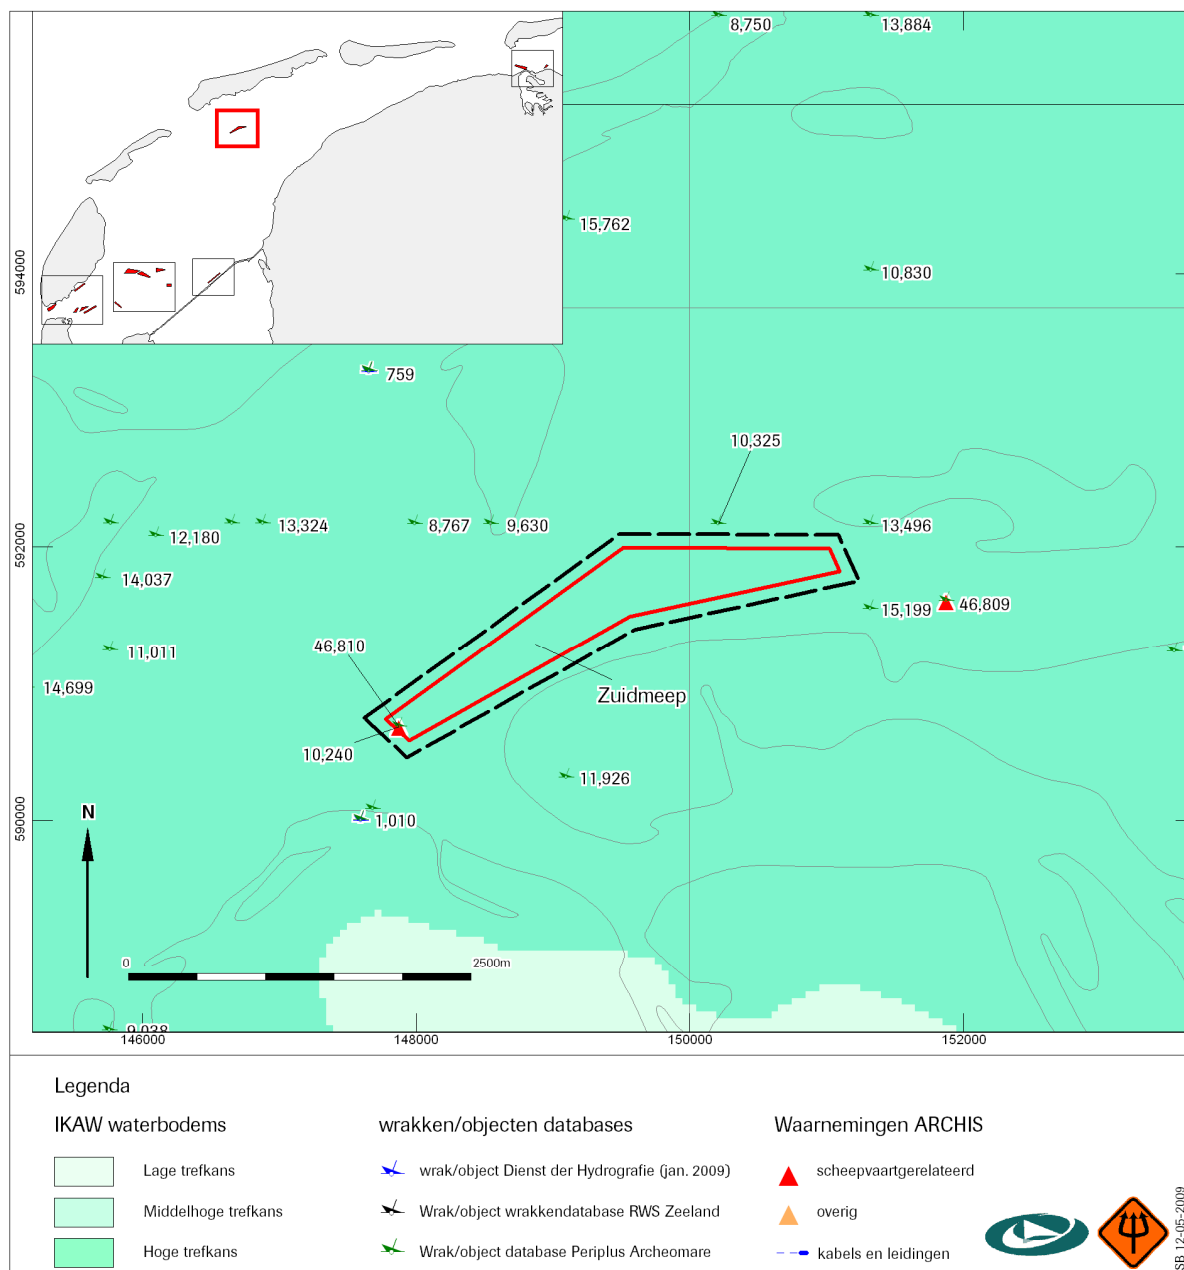 8,750
13,884
15,762
10,830
594000
759
10,325
13,324
8,767
9,630
13,496
12,180
592000
14,037
15,199
46,809
46,810
11,011
14,699
Zuidmeep
10,240
11,926
1,010
590000
N
0
2500m
9,038
146000
148000
150000
152000
Legenda
IKAW waterbodems
Lage trefkans
Middelhoge trefkans
Hoge trefkans
wrakken/objecten databases
wrak/object Dienst der Hydrografie (jan. 2009)
Wrak/object wrakkendatabase RWS Zeeland
Wrak/object database Periplus Archeomare
Waarnemingen ARCHIS
scheepvaartgerelateerd
overig
kabels en leidingen
SB 12-05-2009